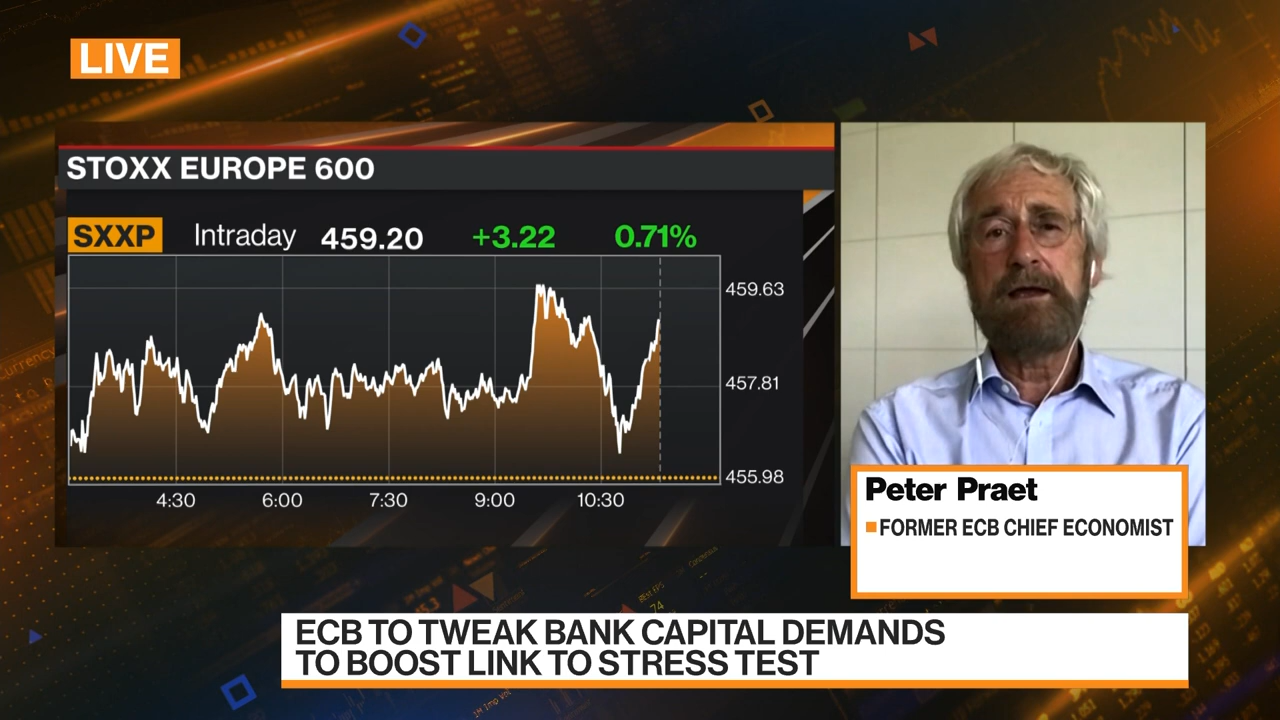 LIVE
STOXX EUROPE 600
SXXP Intraday 459.20 +3.22 0.71%
459.63
457.81
455.98
4:30 6:00 7:30 9:00 10:30
Peter Praet
FORMER ECB CHIEF ECONOMIST
ECB TO TWEAK BANK CAPITAL DEMANDS
TO BOOST LINK TO STRESS TEST